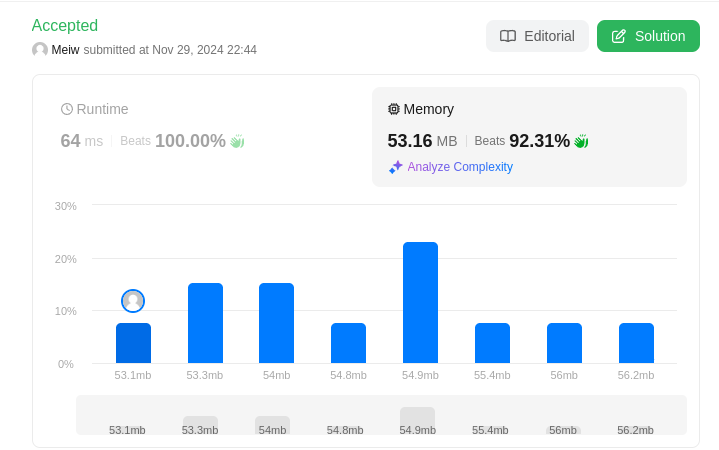 Accepted
Meiw submitted at Nov 29, 2024 22:44
Editorial
Solution
Runtime
64 ms Beats 100.00%
Memory
53.16 MB Beats 92.31%
Analyze Complexity
30%
20%
10%
0%
53.1mb 53.3mb 54mb 54.8mb 54.9mb 55.4mb 56mb 56.2mb
53.1mb 53.3mb 54mb 54.8mb 54.9mb 55.4mb 56mb 56.2mb